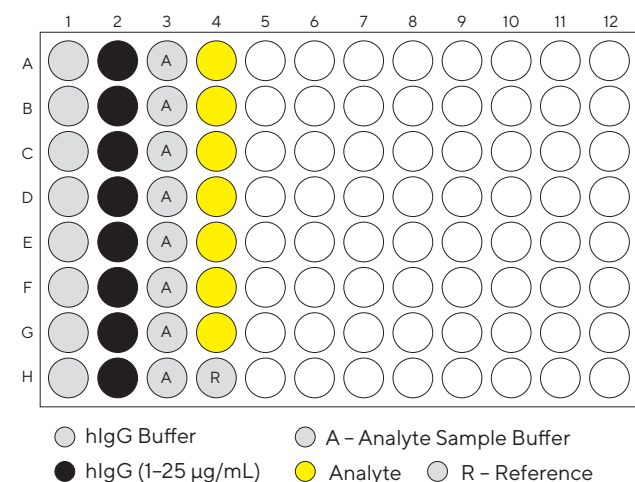 1 2 3 4 5 6 7 8 9 10 11 12
A A
B A
C A
D A
E A
F A
G A
H A R
hIgG Buffer A – Analyte Sample Buffer
hIgG (1–25 µg/mL) Analyte R – Reference